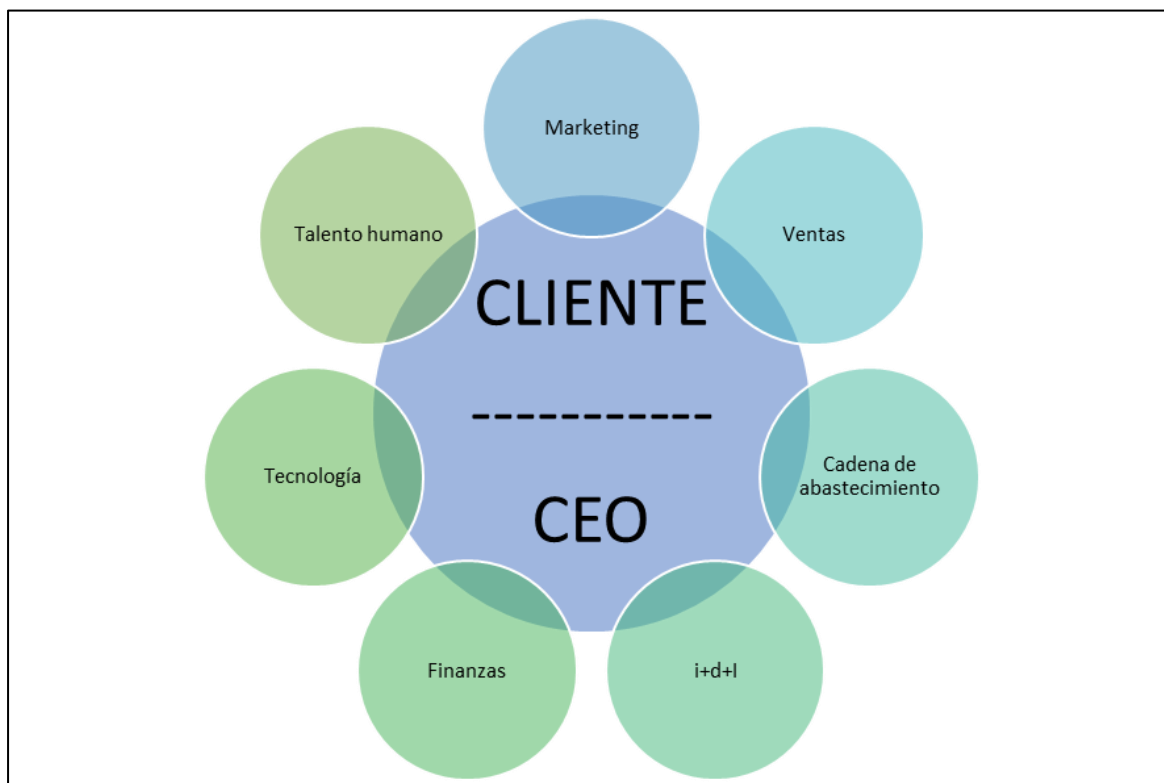 Marketing
Talento humano
Ventas
CLIENTE
-----------
CEO
Tecnología
Cadena de
abastecimiento
Finanzas
i+d+I